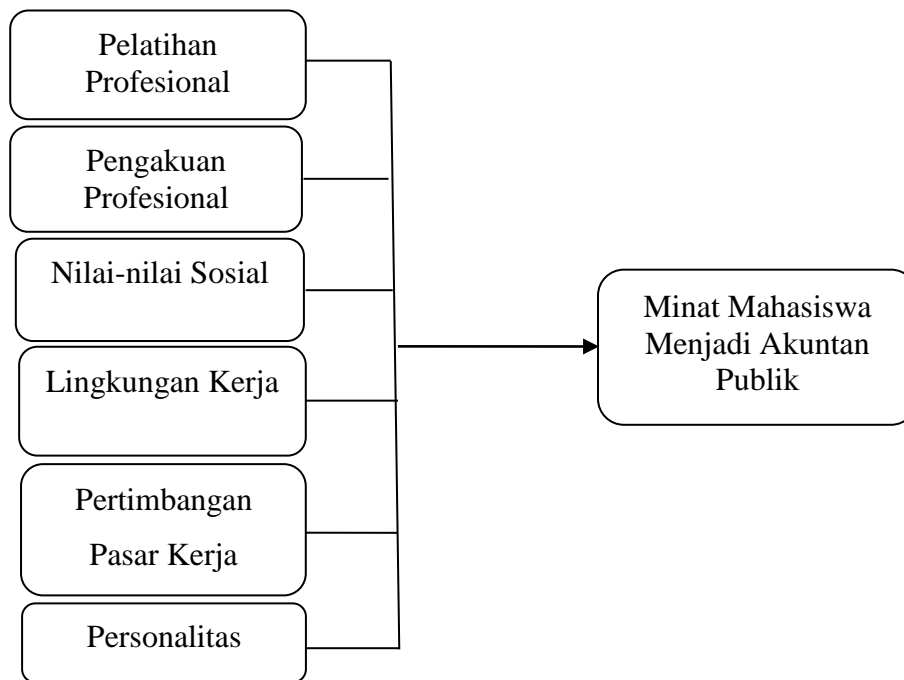 Pelatihan
Profesional
Pengakuan
Profesional
Nilai-nilai Sosial
Lingkungan Kerja
Pertimbangan
Pasar Kerja
Personalitas
Minat Mahasiswa
Menjadi Akuntan
Publik